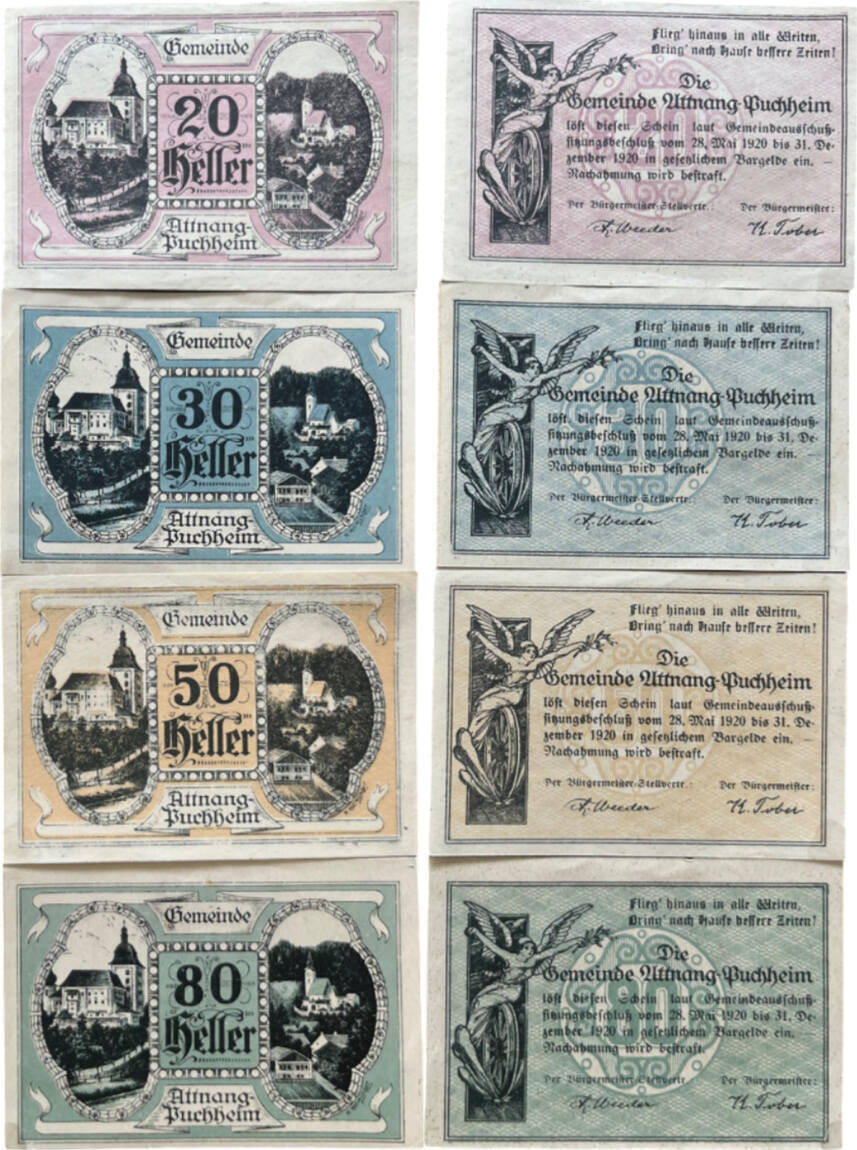 Gemeinde
20
Heller
Attnang-
Puchheim
Flieg' hinaus in alle Weiten,
Bring' nach Hause bessere Zeiten!
Die
Gemeinde Attnang-Puchheim
löst diesen Schein laut Gemeindeausschuß-
sitzungsbeschluß vom 28. Mai 1920 bis 31. De-
zember 1920 in gesetzlichem Bargelde ein. —
Nachahmung wird bestraft.
Der Bürgermeister-Stellvertr.: Der Bürgermeister:
Gemeinde
30
Heller
Attnang-
Puchheim
Flieg' hinaus in alle Weiten,
Bring' nach Hause bessere Zeiten!
Die
Gemeinde Attnang-Puchheim
löst diesen Schein laut Gemeindeausschuß-
sitzungsbeschluß vom 28. Mai 1920 bis 31. De-
zember 1920 in gesetzlichem Bargelde ein. —
Nachahmung wird bestraft.
Der Bürgermeister-Stellvertr.: Der Bürgermeister:
Gemeinde
50
Heller
Attnang-
Puchheim
Flieg' hinaus in alle Weiten,
Bring' nach Hause bessere Zeiten!
Die
Gemeinde Attnang-Puchheim
löst diesen Schein laut Gemeindeausschuß-
sitzungsbeschluß vom 28. Mai 1920 bis 31. De-
zember 1920 in gesetzlichem Bargelde ein. —
Nachahmung wird bestraft.
Der Bürgermeister-Stellvertr.: Der Bürgermeister:
Gemeinde
80
Heller
Attnang-
Puchheim
Flieg' hinaus in alle Weiten,
Bring' nach Hause bessere Zeiten!
Die
Gemeinde Attnang-Puchheim
löst diesen Schein laut Gemeindeausschuß-
sitzungsbeschluß vom 28. Mai 1920 bis 31. De-
zember 1920 in gesetzlichem Bargelde ein.
Nachahmung wird bestraft.
Der Bürgermeister-Stellvertr. Der Bürgermeister: